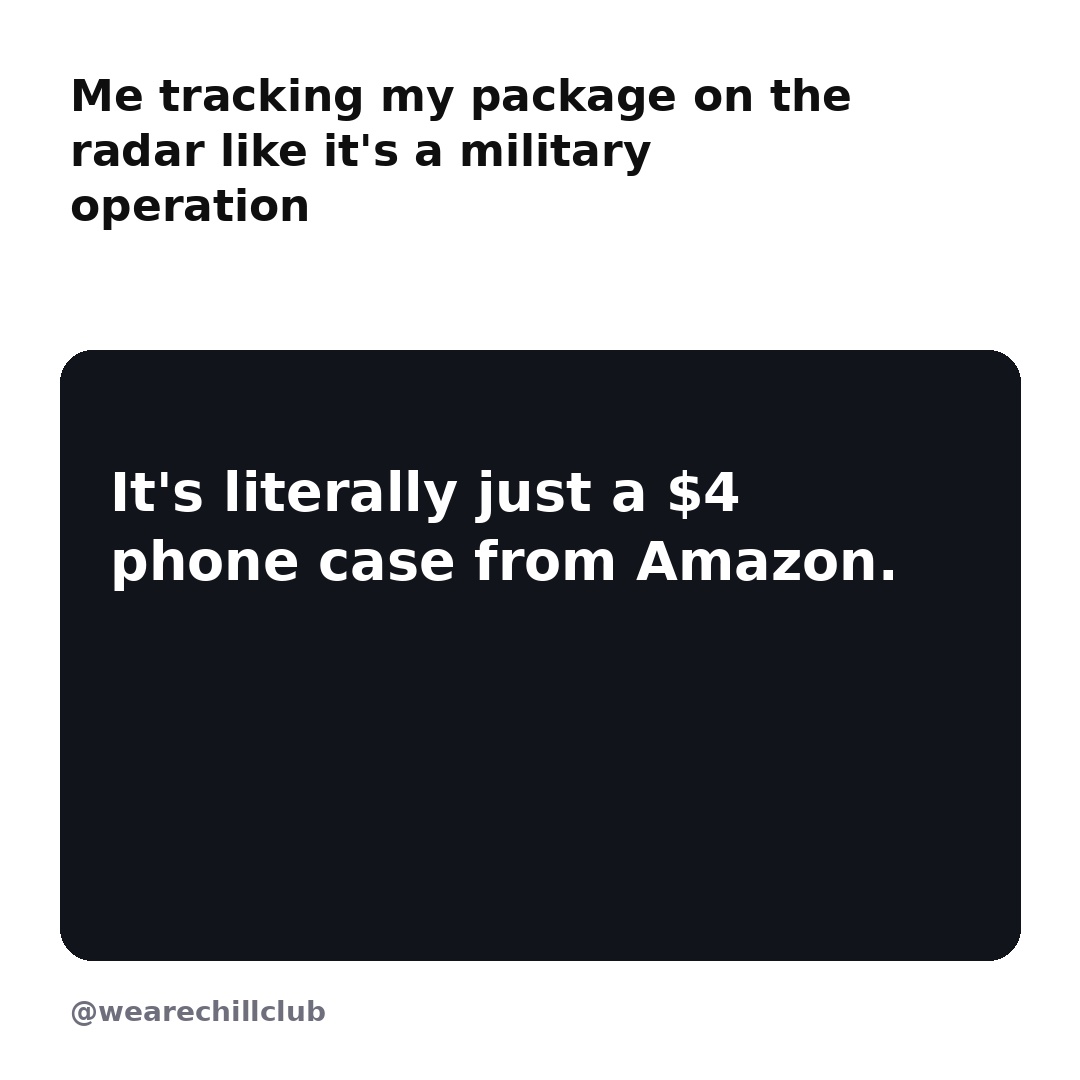 Me tracking my package on the
radar like it's a military
operation
It's literally just a $4
phone case from Amazon.
@wearechillclub